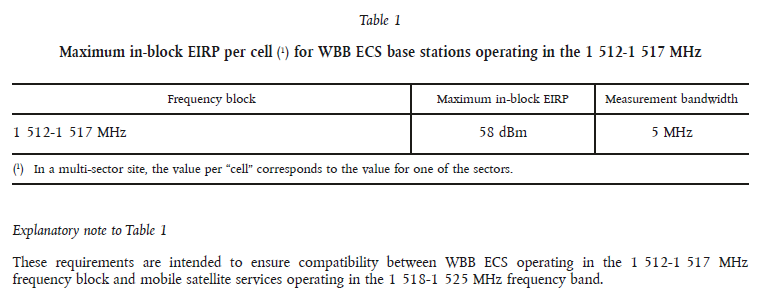 Table 1
Maximum in-block EIRP per cell (¹) for WBB ECS base stations operating in the 1 512-1 517 MHz
Frequency block Maximum in-block EIRP Measurement bandwidth
1 512-1 517 MHz 58 dBm 5 MHz
(¹) In a multi-sector site, the value per “cell” corresponds to the value for one of the sectors.
Explanatory note to Table 1
These requirements are intended to ensure compatibility between WBB ECS operating in the 1 512-1 517 MHz
frequency block and mobile satellite services operating in the 1 518-1 525 MHz frequency band.